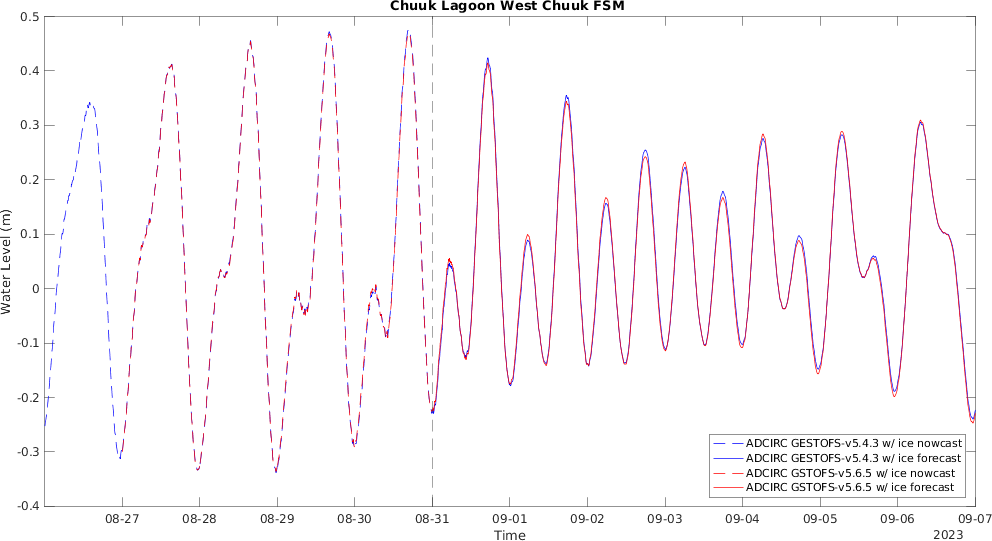 Chuuk Lagoon West Chuuk FSM
0.5
0.4
0.3
0.2
0.1
0
-0.1
-0.2
-0.3
-0.4
Water Level (m)
ADCIRC GESTOFS-v5.4.3 w/ ice nowcast
ADCIRC GESTOFS-v5.4.3 w/ ice forecast
ADCIRC GSTOFS-v5.6.5 w/ ice nowcast
ADCIRC GSTOFS-v5.6.5 w/ ice forecast
08-27 08-28 08-29 08-30 08-31 09-01 09-02 09-03 09-04 09-05 09-06 09-07
Time
2023